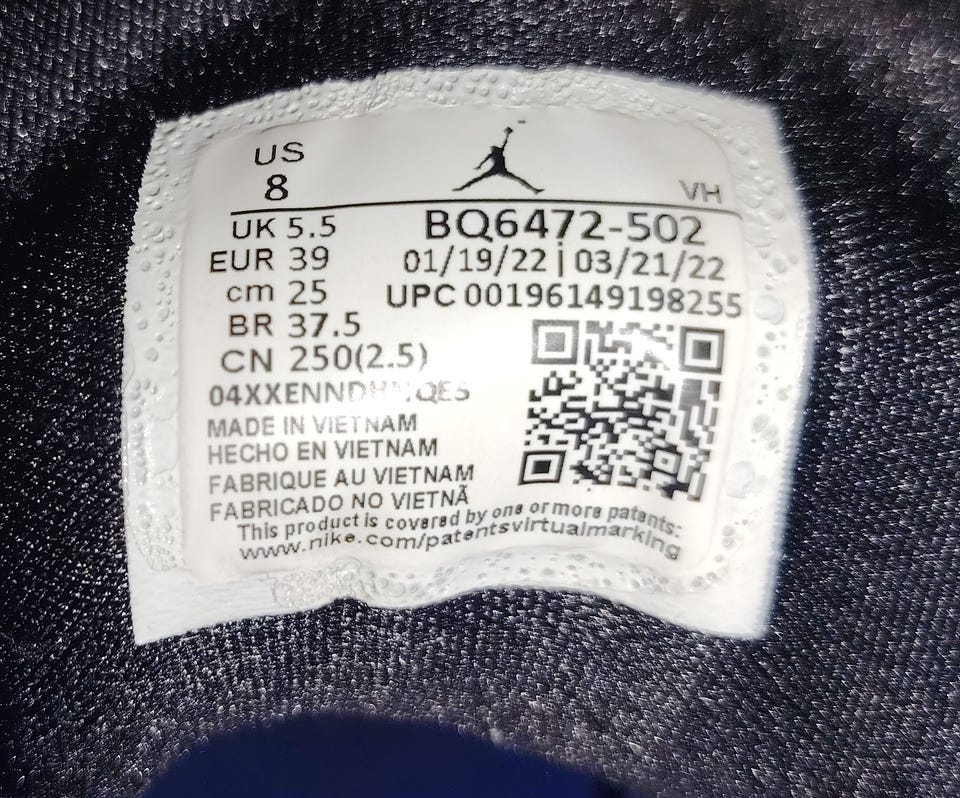 US
8
VH
UK 5.5
EUR 39
cm 25
BR 37.5
CN 250(2.5)
BQ6472-502
01/19/22 | 03/21/22
UPC 00196149198255
MADE IN VIETNAM
HECHO EN VIETNAM
FABRIQUE AU VIETNAM
FABRICADO NO VIETNÃ
This product is covered by one or more patents:
www.nike.com/patentsvirtualmarking